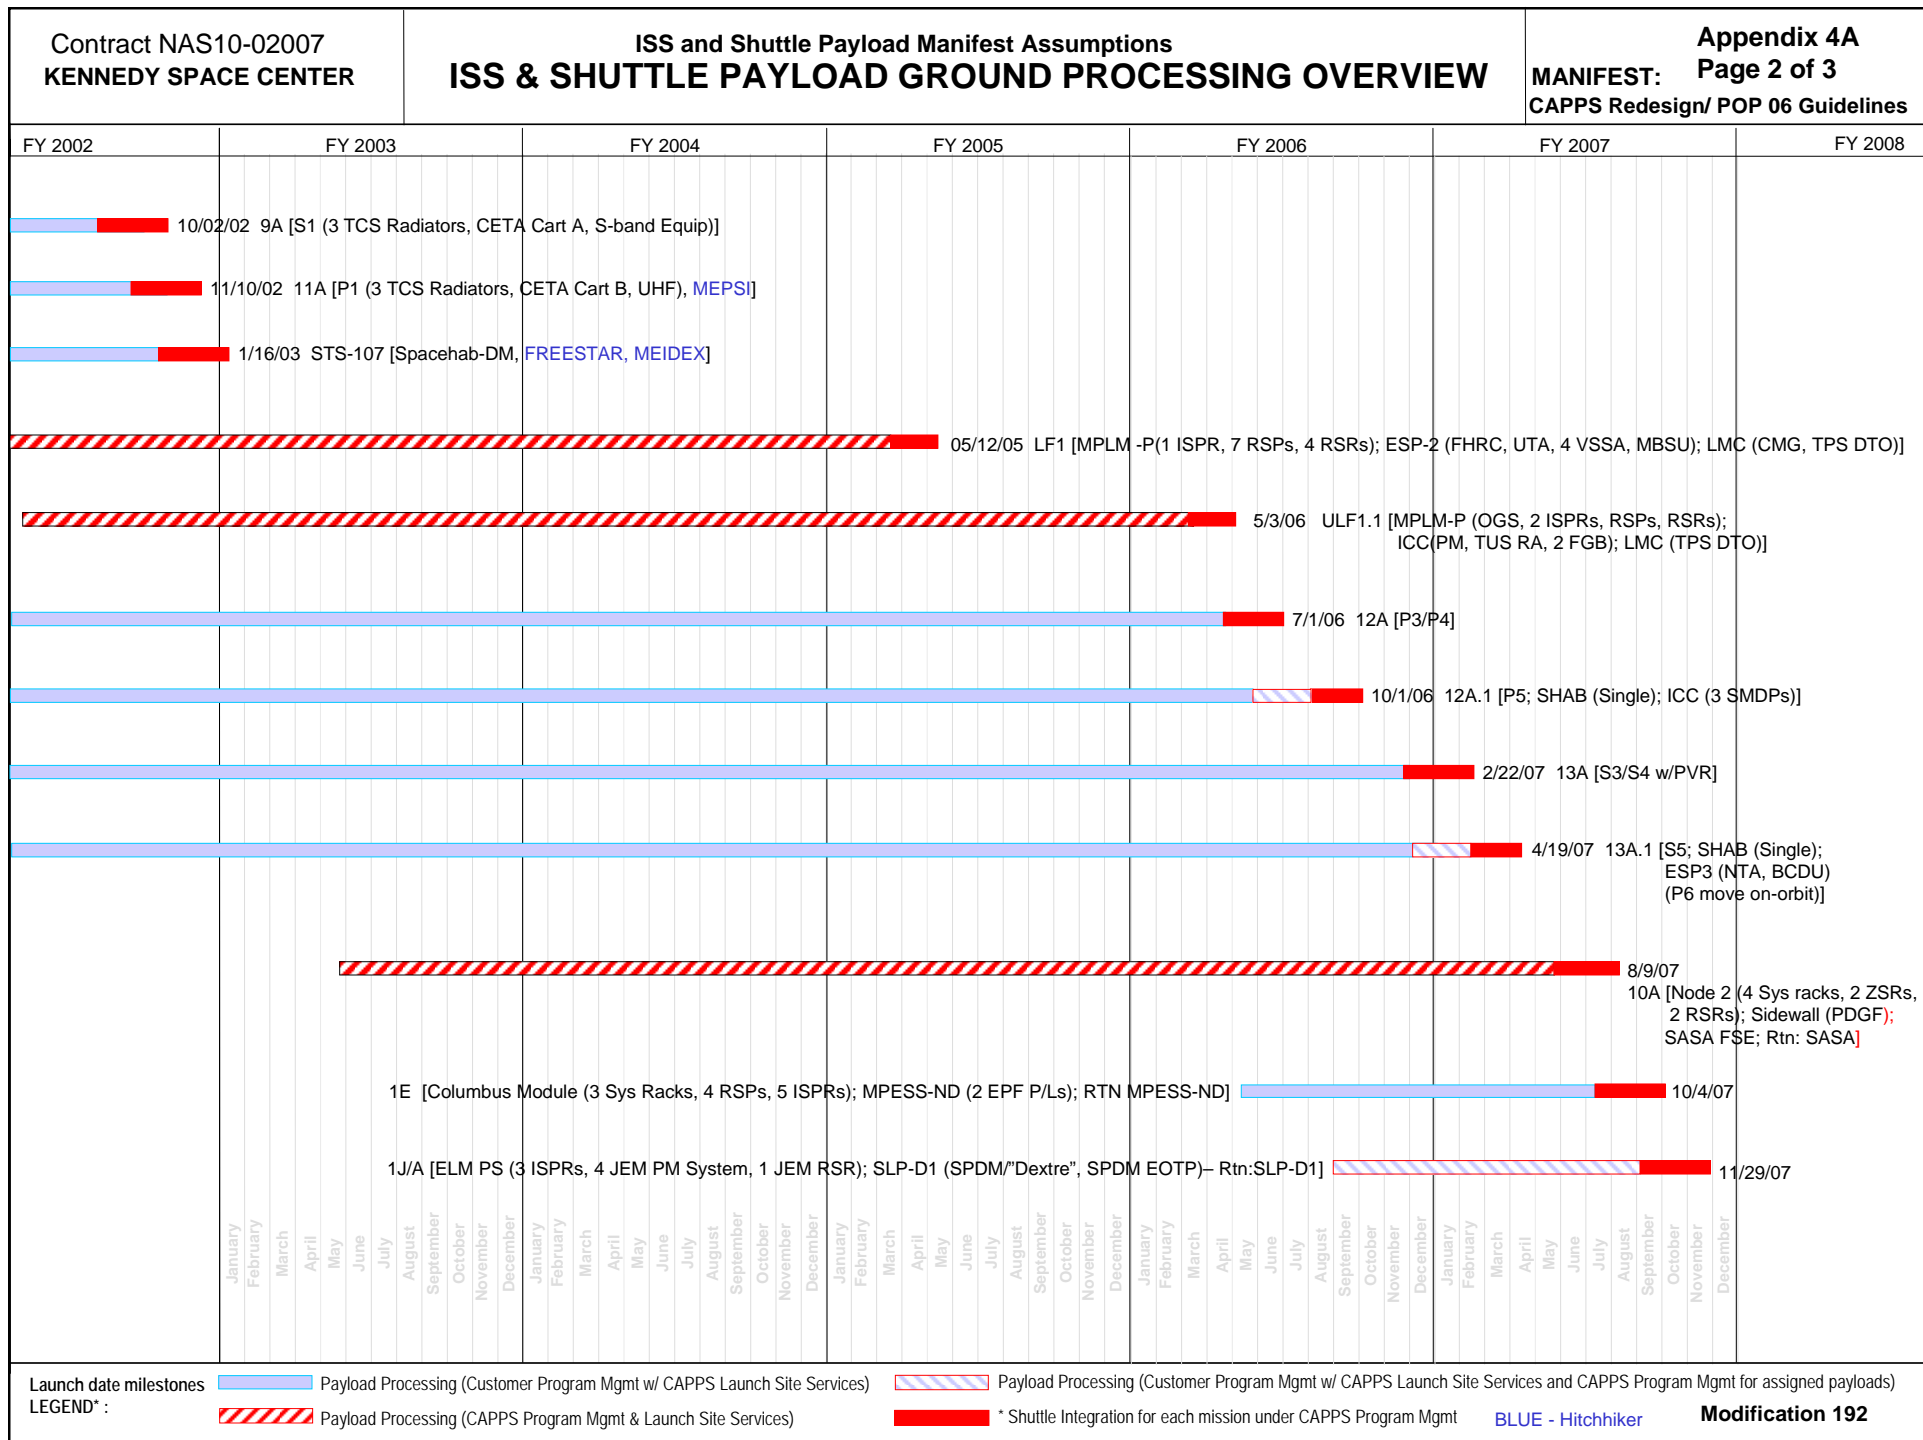 Contract NAS10-02007
KENNEDY SPACE CENTER
ISS and Shuttle Payload Manifest Assumptions
ISS & SHUTTLE PAYLOAD GROUND PROCESSING OVERVIEW
Appendix 4A
MANIFEST: Page 2 of 3
CAPPS Redesign/ POP 06 Guidelines
FY 2002 FY 2003 FY 2004 FY 2005 FY 2006 FY 2007 FY 2008
10/02/02 9A [S1 (3 TCS Radiators, CETA Cart A, S-band Equip)]
11/10/02 11A [P1 (3 TCS Radiators, CETA Cart B, UHF), MEPSI]
1/16/03 STS-107 [Spacehab-DM, FREESTAR, MEIDEX]
05/12/05 LF1 [MPLM -P(1 ISPR, 7 RSPs, 4 RSRs); ESP-2 (FHRC, UTA, 4 VSSA, MBSU); LMC (CMG, TPS DTO)]
5/3/06 ULF1.1 [MPLM-P (OGS, 2 ISPRs, RSPs, RSRs);
ICC(PM, TUS RA, 2 FGB); LMC (TPS DTO)]
7/1/06 12A [P3/P4]
10/1/06 12A.1 [P5; SHAB (Single); ICC (3 SMDPs)]
2/22/07 13A [S3/S4 w/PVR]
4/19/07 13A.1 [S5; SHAB (Single);
ESP3 (NTA, BCDU)
(P6 move on-orbit)]
8/9/07
10A [Node 2 (4 Sys racks, 2 ZSRs,
2 RSRs); Sidewall (PDGF);
SASA FSE; Rtn: SASA]
1E [Columbus Module (3 Sys Racks, 4 RSPs, 5 ISPRs); MPESS-ND (2 EPF P/Ls); RTN MPESS-ND] 10/4/07
1J/A [ELM PS (3 ISPRs, 4 JEM PM System, 1 JEM RSR); SLP-D1 (SPDM/”Dextre”, SPDM EOTP)– Rtn:SLP-D1] 11/29/07
January February March April May June July August September October November December January February March April May June July August September October November December January February March April May June July August September October November December January February March April May June July August September October November December January February March April May June July August September October November December
Launch date milestones
LEGEND* :
Payload Processing (Customer Program Mgmt w/ CAPPS Launch Site Services)
Payload Processing (Customer Program Mgmt w/ CAPPS Launch Site Services and CAPPS Program Mgmt for assigned payloads)
Payload Processing (CAPPS Program Mgmt & Launch Site Services)
* Shuttle Integration for each mission under CAPPS Program Mgmt
BLUE - Hitchhiker
Modification 192